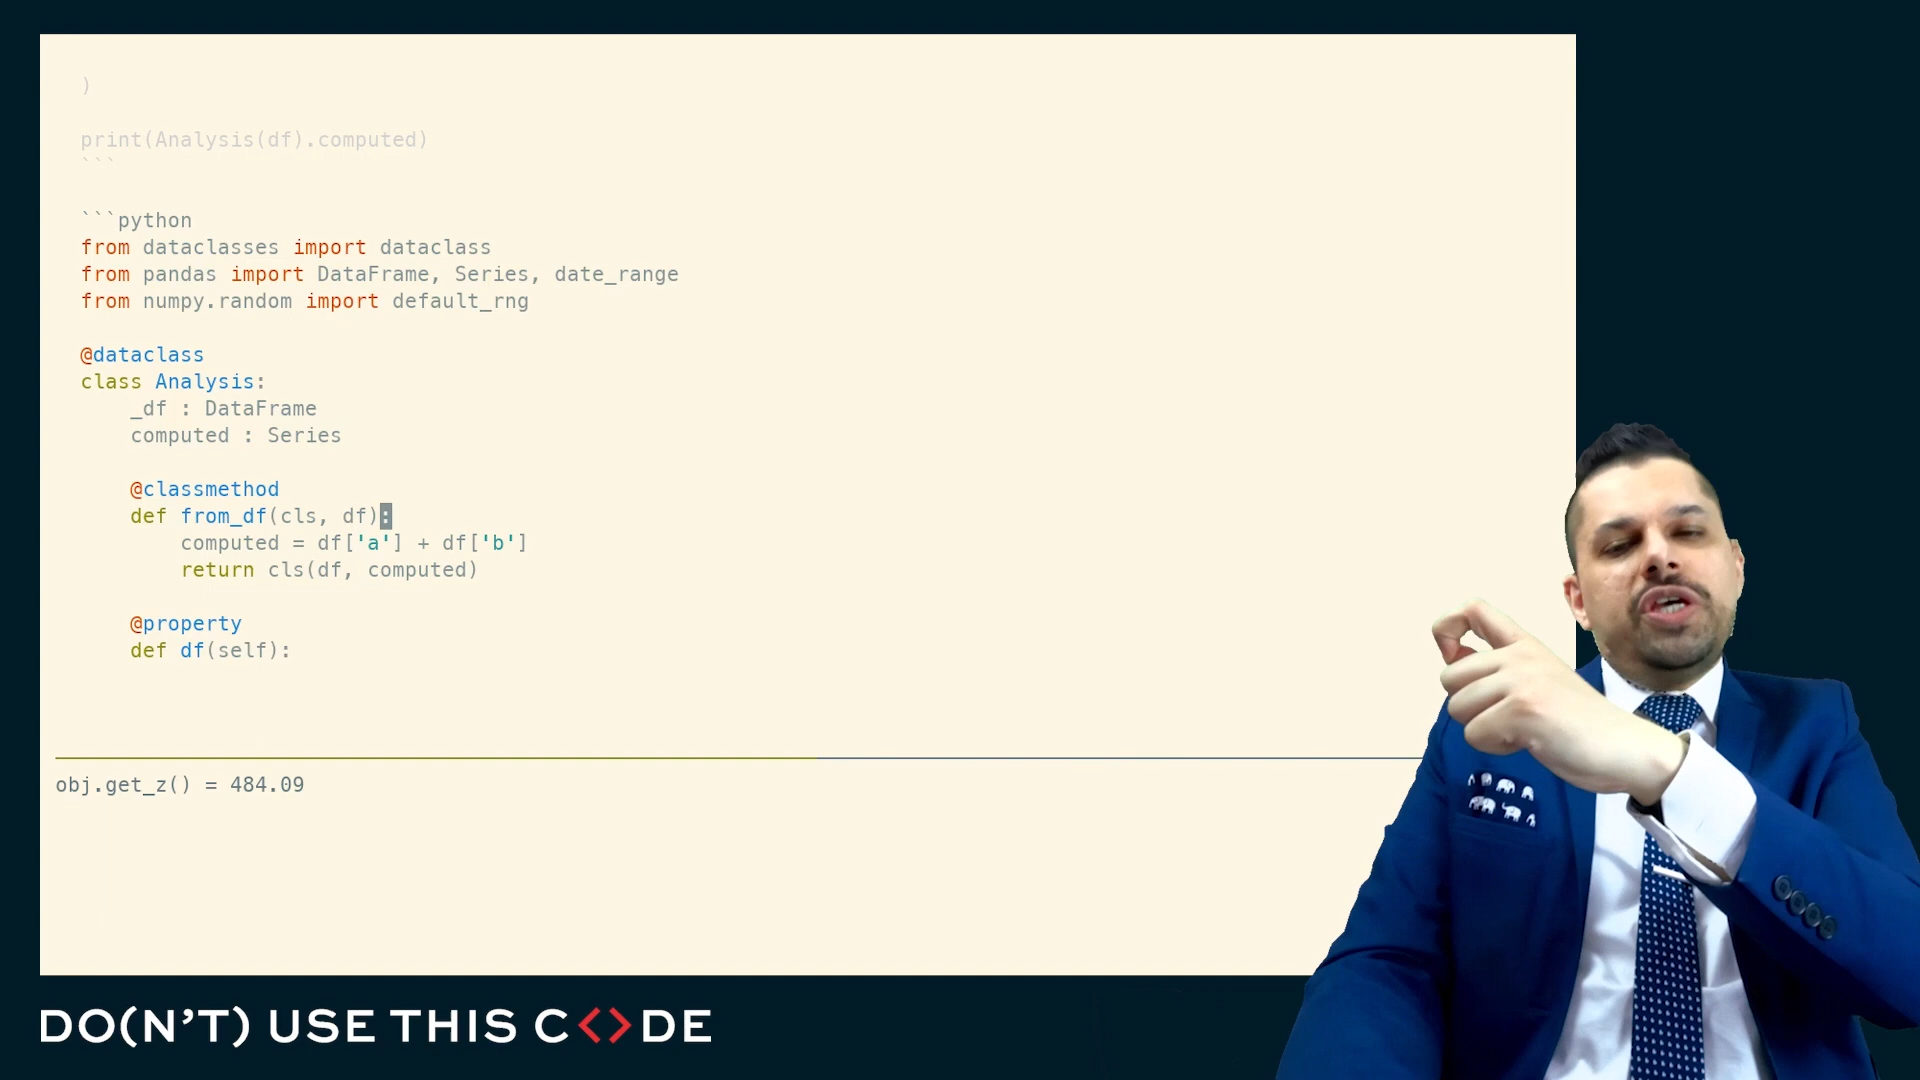 )
print(Analysis(df).computed)
```
```python
from dataclasses import dataclass
from pandas import DataFrame, Series, date_range
from numpy.random import default_rng
@dataclass
class Analysis:
    _df : DataFrame
    computed : Series
    @classmethod
    def from_df(cls, df):
        computed = df['a'] + df['b']
        return cls(df, computed)
    @property
    def df(self):
obj.get_z() = 484.09
DO(N'T) USE THIS C<>DE